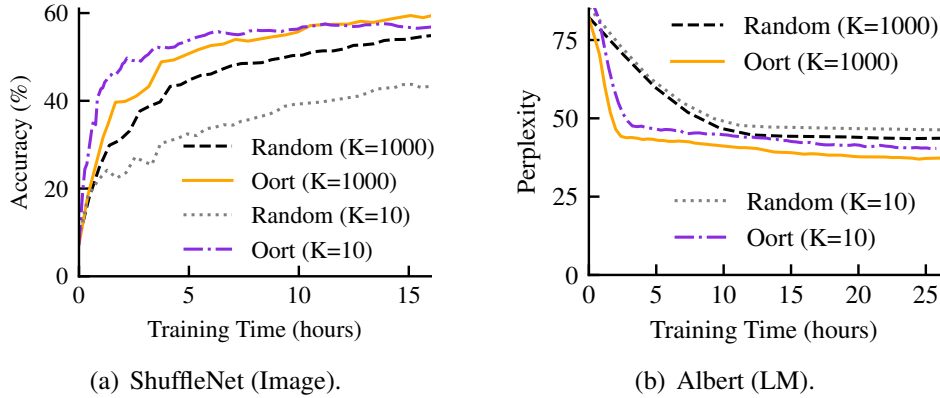 60
40
20
0
Accuracy (%)
Random (K=1000)
Oort (K=1000)
Random (K=10)
Oort (K=10)
0 5 10 15
Training Time (hours)
(a) ShuffleNet (Image).
75
50
25
0
Perplexity
Random (K=1000)
Oort (K=1000)
Random (K=10)
Oort (K=10)
0 5 10 15 20 25
Training Time (hours)
(b) Albert (LM).